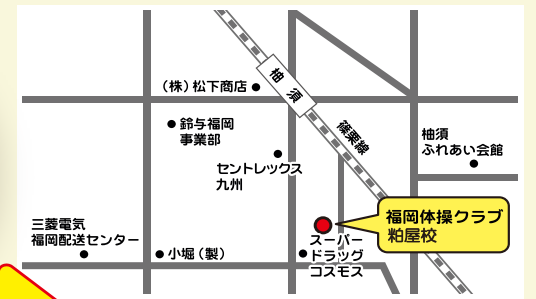 (株)松下商店
柚須
鈴与福岡
事業部
篠栗線
柚須
ふれあい会館
セントレックス
九州
福岡体操クラブ
粕屋校
三菱電気
福岡配送センター
小堀(製)
スーパー
ドラッグ
コスモス